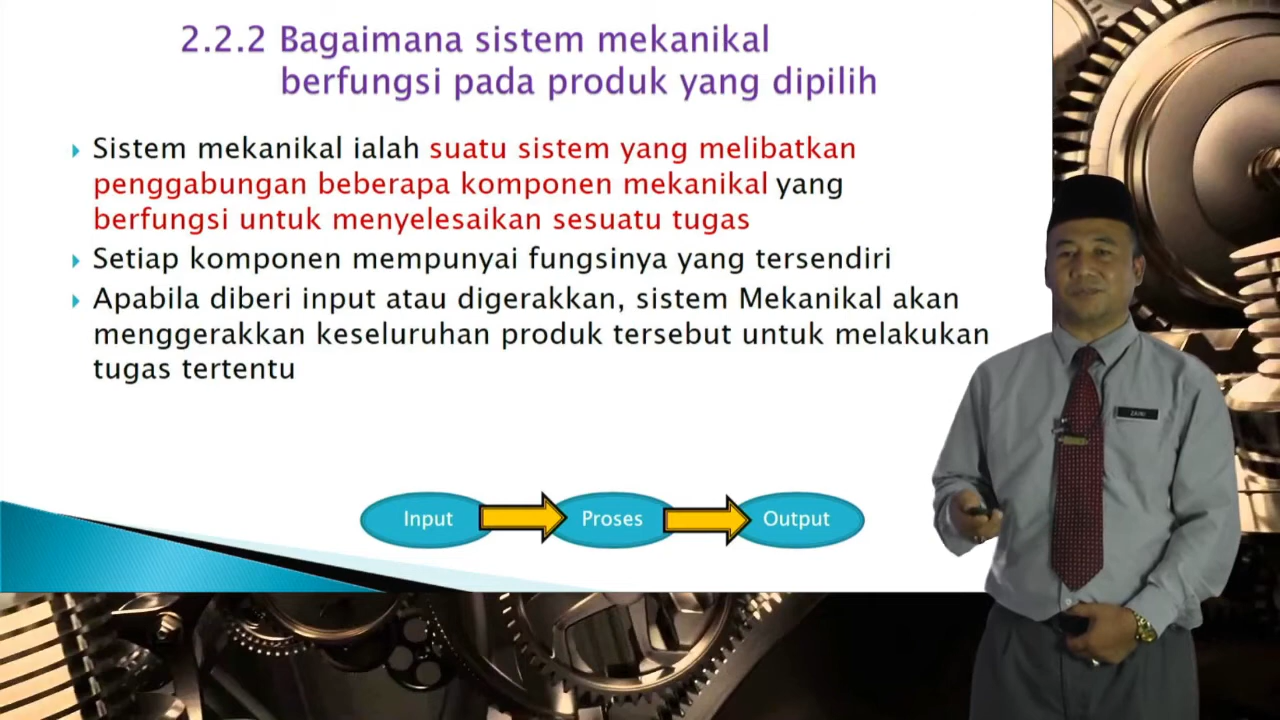 2.2.2 Bagaimana sistem mekanikal
berfungsi pada produk yang dipilih
Sistem mekanikal ialah suatu sistem yang melibatkan
penggabungan beberapa komponen mekanikal yang
berfungsi untuk menyelesaikan sesuatu tugas
Setiap komponen mempunyai fungsinya yang tersendiri
Apabila diberi input atau digerakkan, sistem Mekanikal akan
menggerakkan keseluruhan produk tersebut untuk melakukan
tugas tertentu
Input
Proses
Output